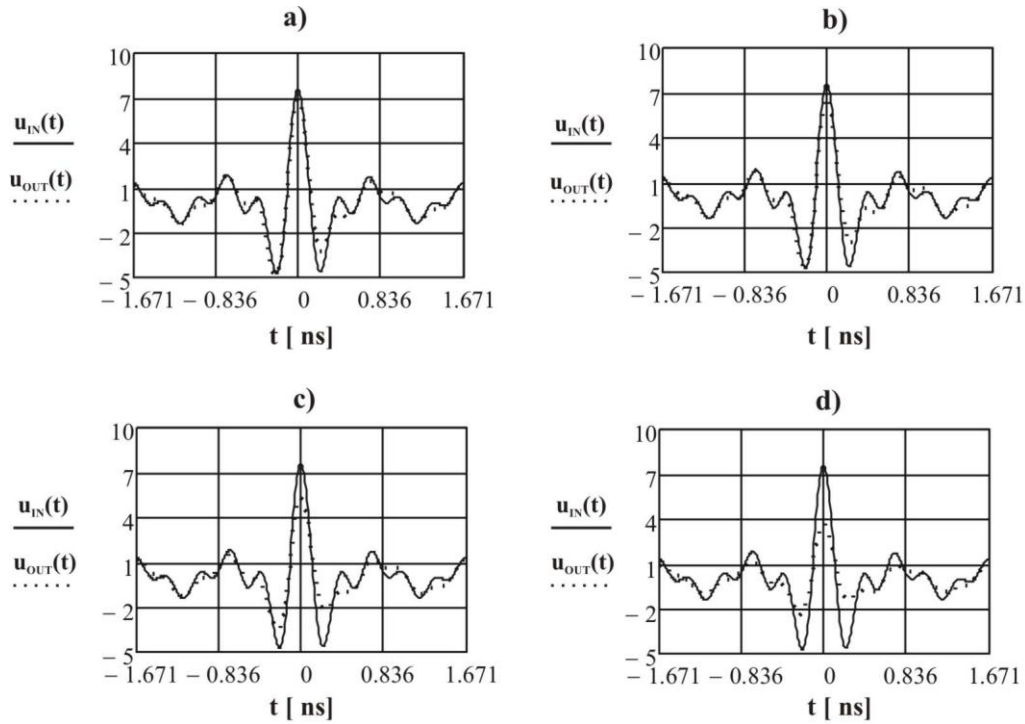 a)
10
7
4
1
– 2
– 5
u_IN(t)
u_OUT(t)
– 1.671 – 0.836 0 0.836 1.671
t [ ns]
b)
10
7
4
1
– 2
– 5
u_IN(t)
u_OUT(t)
– 1.671 – 0.836 0 0.836 1.671
t [ ns]
c)
10
7
4
1
– 2
– 5
u_IN(t)
u_OUT(t)
– 1.671 – 0.836 0 0.836 1.671
t [ ns]
d)
10
7
4
1
– 2
– 5
u_IN(t)
u_OUT(t)
– 1.671 – 0.836 0 0.836 1.671
t [ ns]